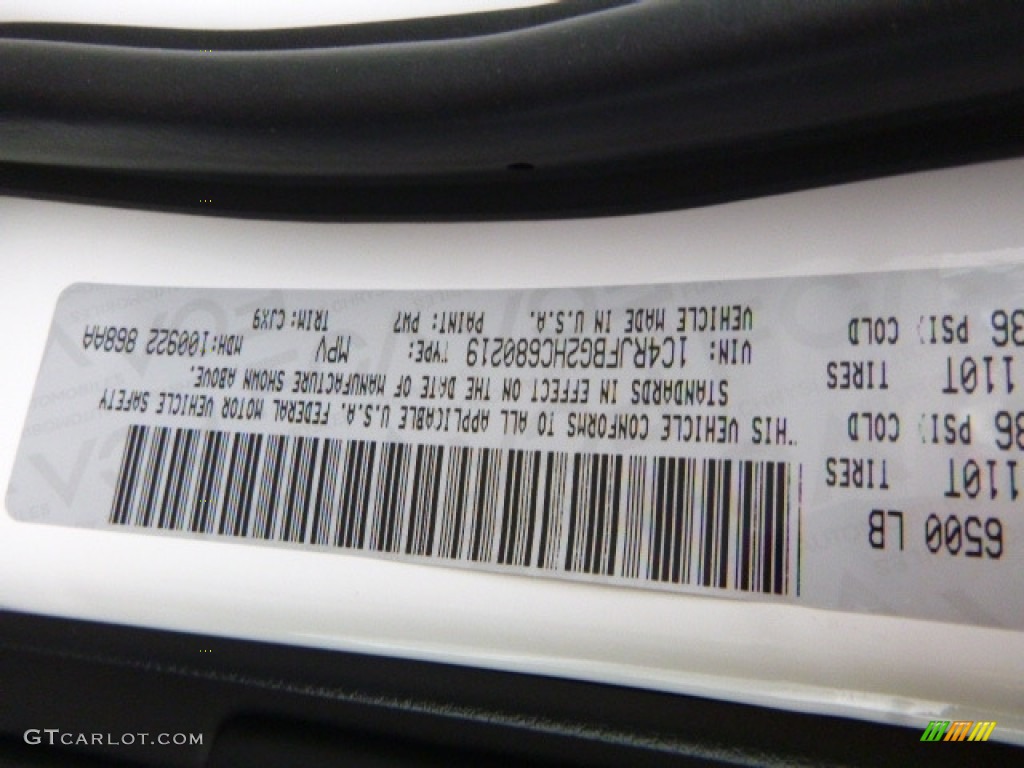 6500 LB
TIRES 110T
36 PSI) COLD
TIRES 110T
36 PSI) COLD
THIS VEHICLE CONFORMS TO ALL APPLICABLE U.S.A. FEDERAL MOTOR VEHICLE SAFETY
STANDARDS IN EFFECT ON THE DATE OF MANUFACTURE SHOWN ABOVE.
VIN: 1C4RJFBG2HC680219 TYPE: MPV MDH:100922 868AA
VEHICLE MADE IN U.S.A. PAINT: PW7 TRIM: CJX9
GTCARLOT.COM